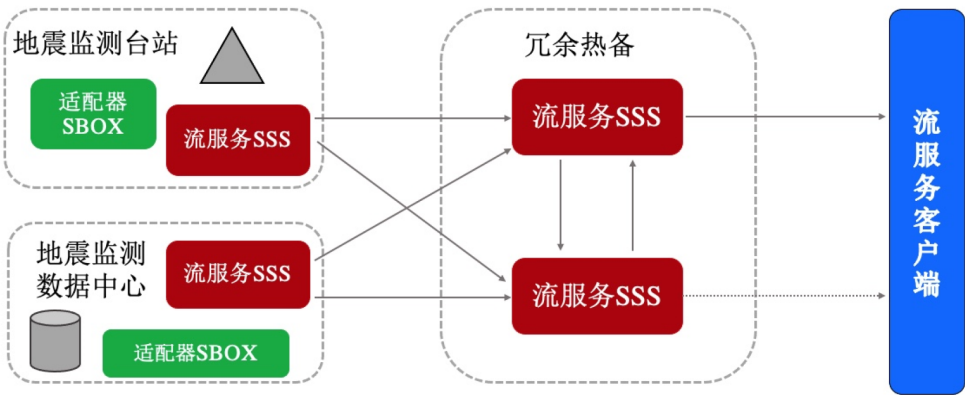 地震监测台站
适配器
SBOX
流服务SSS
地震监测
数据中心
流服务SSS
适配器SBOX
冗余热备
流服务SSS
流服务SSS
流服务客户端